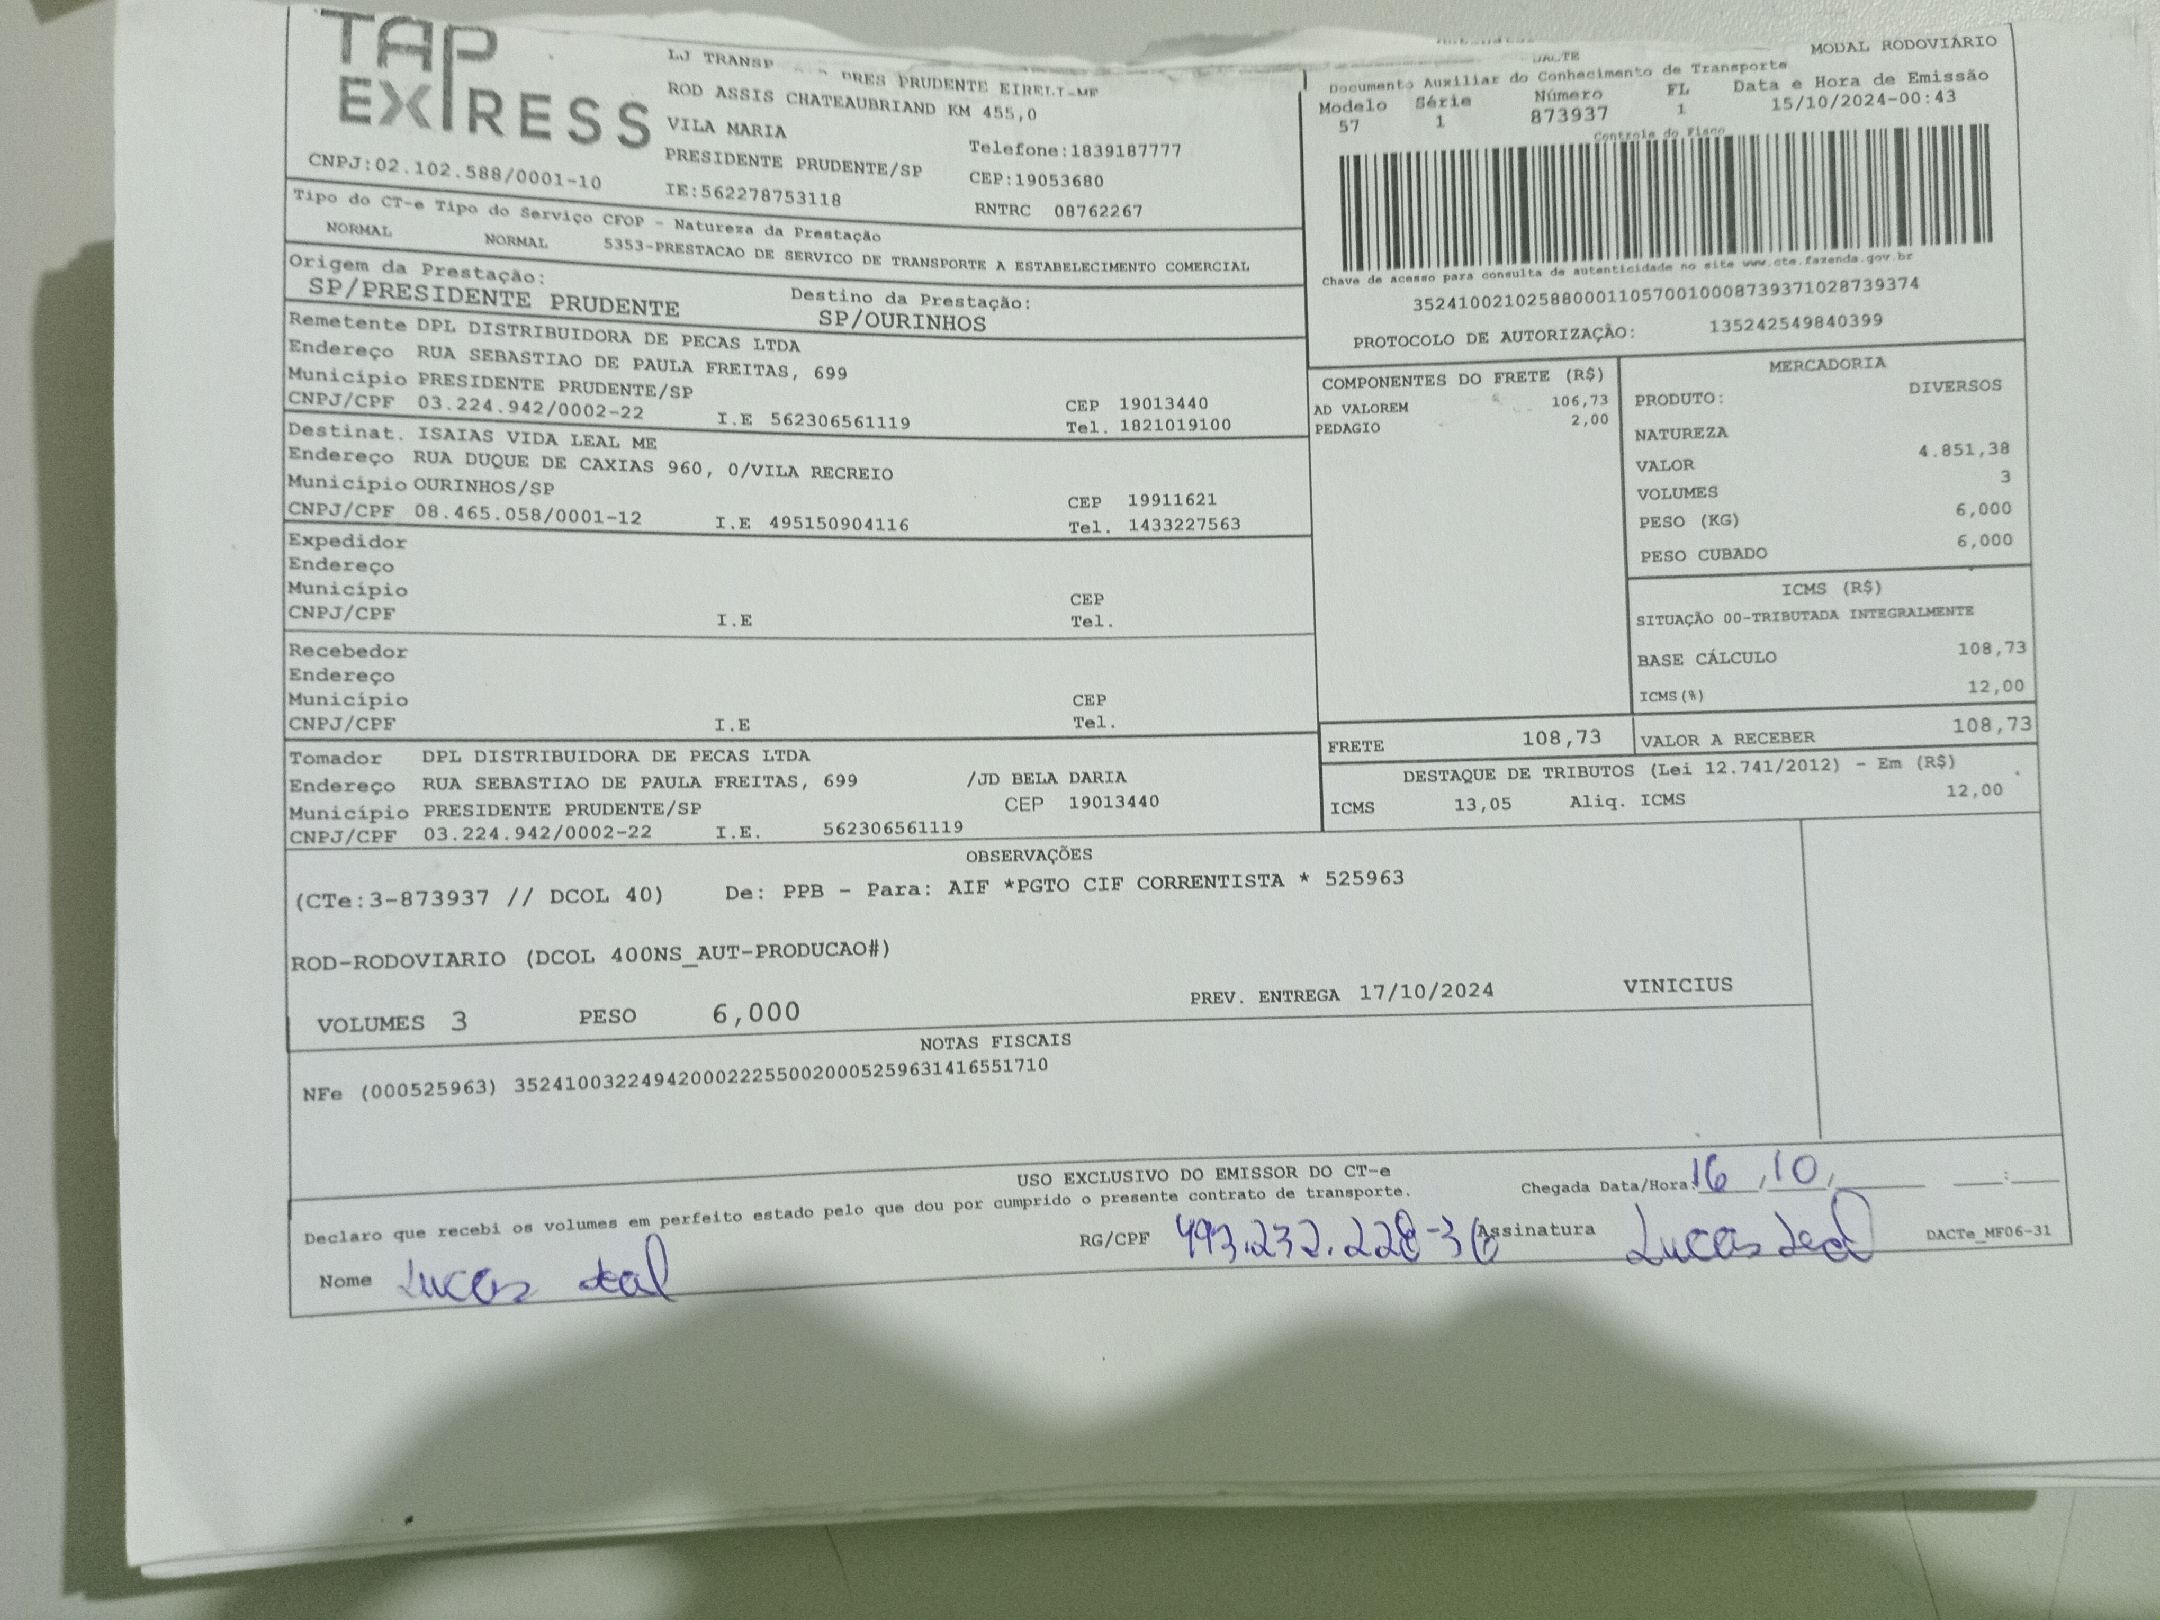 TAP
EXPRESS
LJ TRANSP PRUDENTE EIRELI-ME
ROD ASSIS CHATEAUBRIAND KM 455,0
VILA MARIA
Telefone:1839187777
PRESIDENTE PRUDENTE/SP
CEP:19053680
CNPJ:02.102.588/0001-10
IE:562278753118
RNTRC 08762267
MODAL RODOVIÁRIO
Documento Auxiliar do Conhecimento de Transporte
Modelo Série Número FL Data e Hora de Emissão
57 1 873937 1 15/10/2024-00:43
Controle do Fisco
Chave de acesso para consulta de autenticidade no site www.cte.fazenda.gov.br
35241002102588000110570010008739371028739374
PROTOCOLO DE AUTORIZAÇÃO: 135242549840399
Tipo do CT-e Tipo do Serviço CFOP - Natureza da Prestação
NORMAL NORMAL 5353-PRESTACAO DE SERVICO DE TRANSPORTE A ESTABELECIMENTO COMERCIAL
Origem da Prestação: Destino da Prestação:
SP/PRESIDENTE PRUDENTE SP/OURINHOS
Remetente DPL DISTRIBUIDORA DE PECAS LTDA
Endereço RUA SEBASTIAO DE PAULA FREITAS, 699
Município PRESIDENTE PRUDENTE/SP CEP 19013440
CNPJ/CPF 03.224.942/0002-22 I.E 562306561119 Tel. 1821019100
Destinat. ISAIAS VIDA LEAL ME
Endereço RUA DUQUE DE CAXIAS 960, 0/VILA RECREIO
Município OURINHOS/SP CEP 19911621
CNPJ/CPF 08.465.058/0001-12 I.E 495150904116 Tel. 1433227563
Expedidor
Endereço
Município CEP
CNPJ/CPF I.E Tel.
Recebedor
Endereço
Município CEP
CNPJ/CPF I.E Tel.
Tomador DPL DISTRIBUIDORA DE PECAS LTDA
Endereço RUA SEBASTIAO DE PAULA FREITAS, 699 /JD BELA DARIA
Município PRESIDENTE PRUDENTE/SP CEP 19013440
CNPJ/CPF 03.224.942/0002-22 I.E. 562306561119
COMPONENTES DO FRETE (R$)
AD VALOREM 106,73
PEDAGIO 2,00
MERCADORIA
PRODUTO: DIVERSOS
NATUREZA
VALOR 4.851,38
VOLUMES 3
PESO (KG) 6,000
PESO CUBADO 6,000
ICMS (R$)
SITUAÇÃO 00-TRIBUTADA INTEGRALMENTE
BASE CÁLCULO 108,73
ICMS(%) 12,00
FRETE 108,73 VALOR A RECEBER 108,73
DESTAQUE DE TRIBUTOS (Lei 12.741/2012) - Em (R$)
ICMS 13,05 Aliq. ICMS 12,00
OBSERVAÇÕES
(CTe:3-873937 // DCOL 40) De: PPB - Para: AIF *PGTO CIF CORRENTISTA * 525963
ROD-RODOVIARIO (DCOL 400NS_AUT-PRODUCAO#)
VOLUMES 3 PESO 6,000 PREV. ENTREGA 17/10/2024 VINICIUS
NOTAS FISCAIS
NFe (000525963) 35241003224942000222550020005259631416551710
USO EXCLUSIVO DO EMISSOR DO CT-e
Declaro que recebi os volumes em perfeito estado pelo que dou por cumprido o presente contrato de transporte.
Chegada Data/Hora: 16 / 10 / :
Nome Lucas Leal RG/CPF 493.232.228-36 Assinatura Lucas Leal DACTe_MF06-31